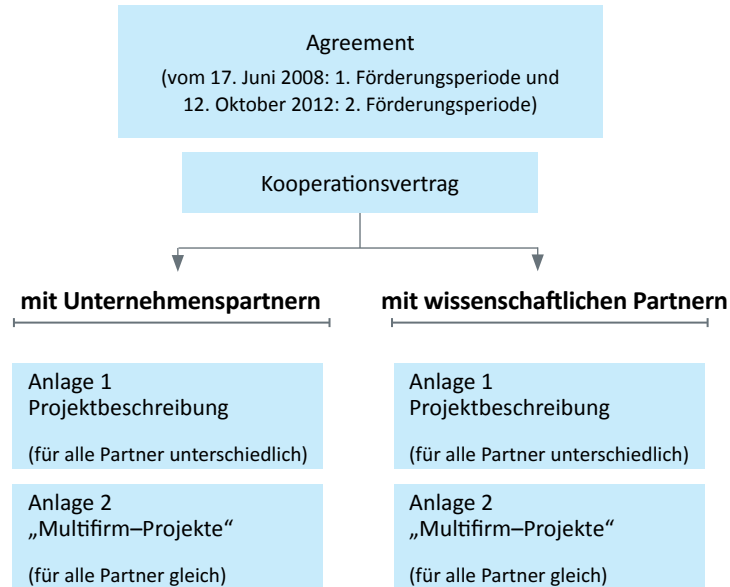 Agreement
(vom 17. Juni 2008: 1. Förderungsperiode und
12. Oktober 2012: 2. Förderungsperiode)
Kooperationsvertrag
mit Unternehmenspartnern
Anlage 1
Projektbeschreibung
(für alle Partner unterschiedlich)
Anlage 2
„Multifirm–Projekte“
(für alle Partner gleich)
mit wissenschaftlichen Partnern
Anlage 1
Projektbeschreibung
(für alle Partner unterschiedlich)
Anlage 2
„Multifirm–Projekte“
(für alle Partner gleich)